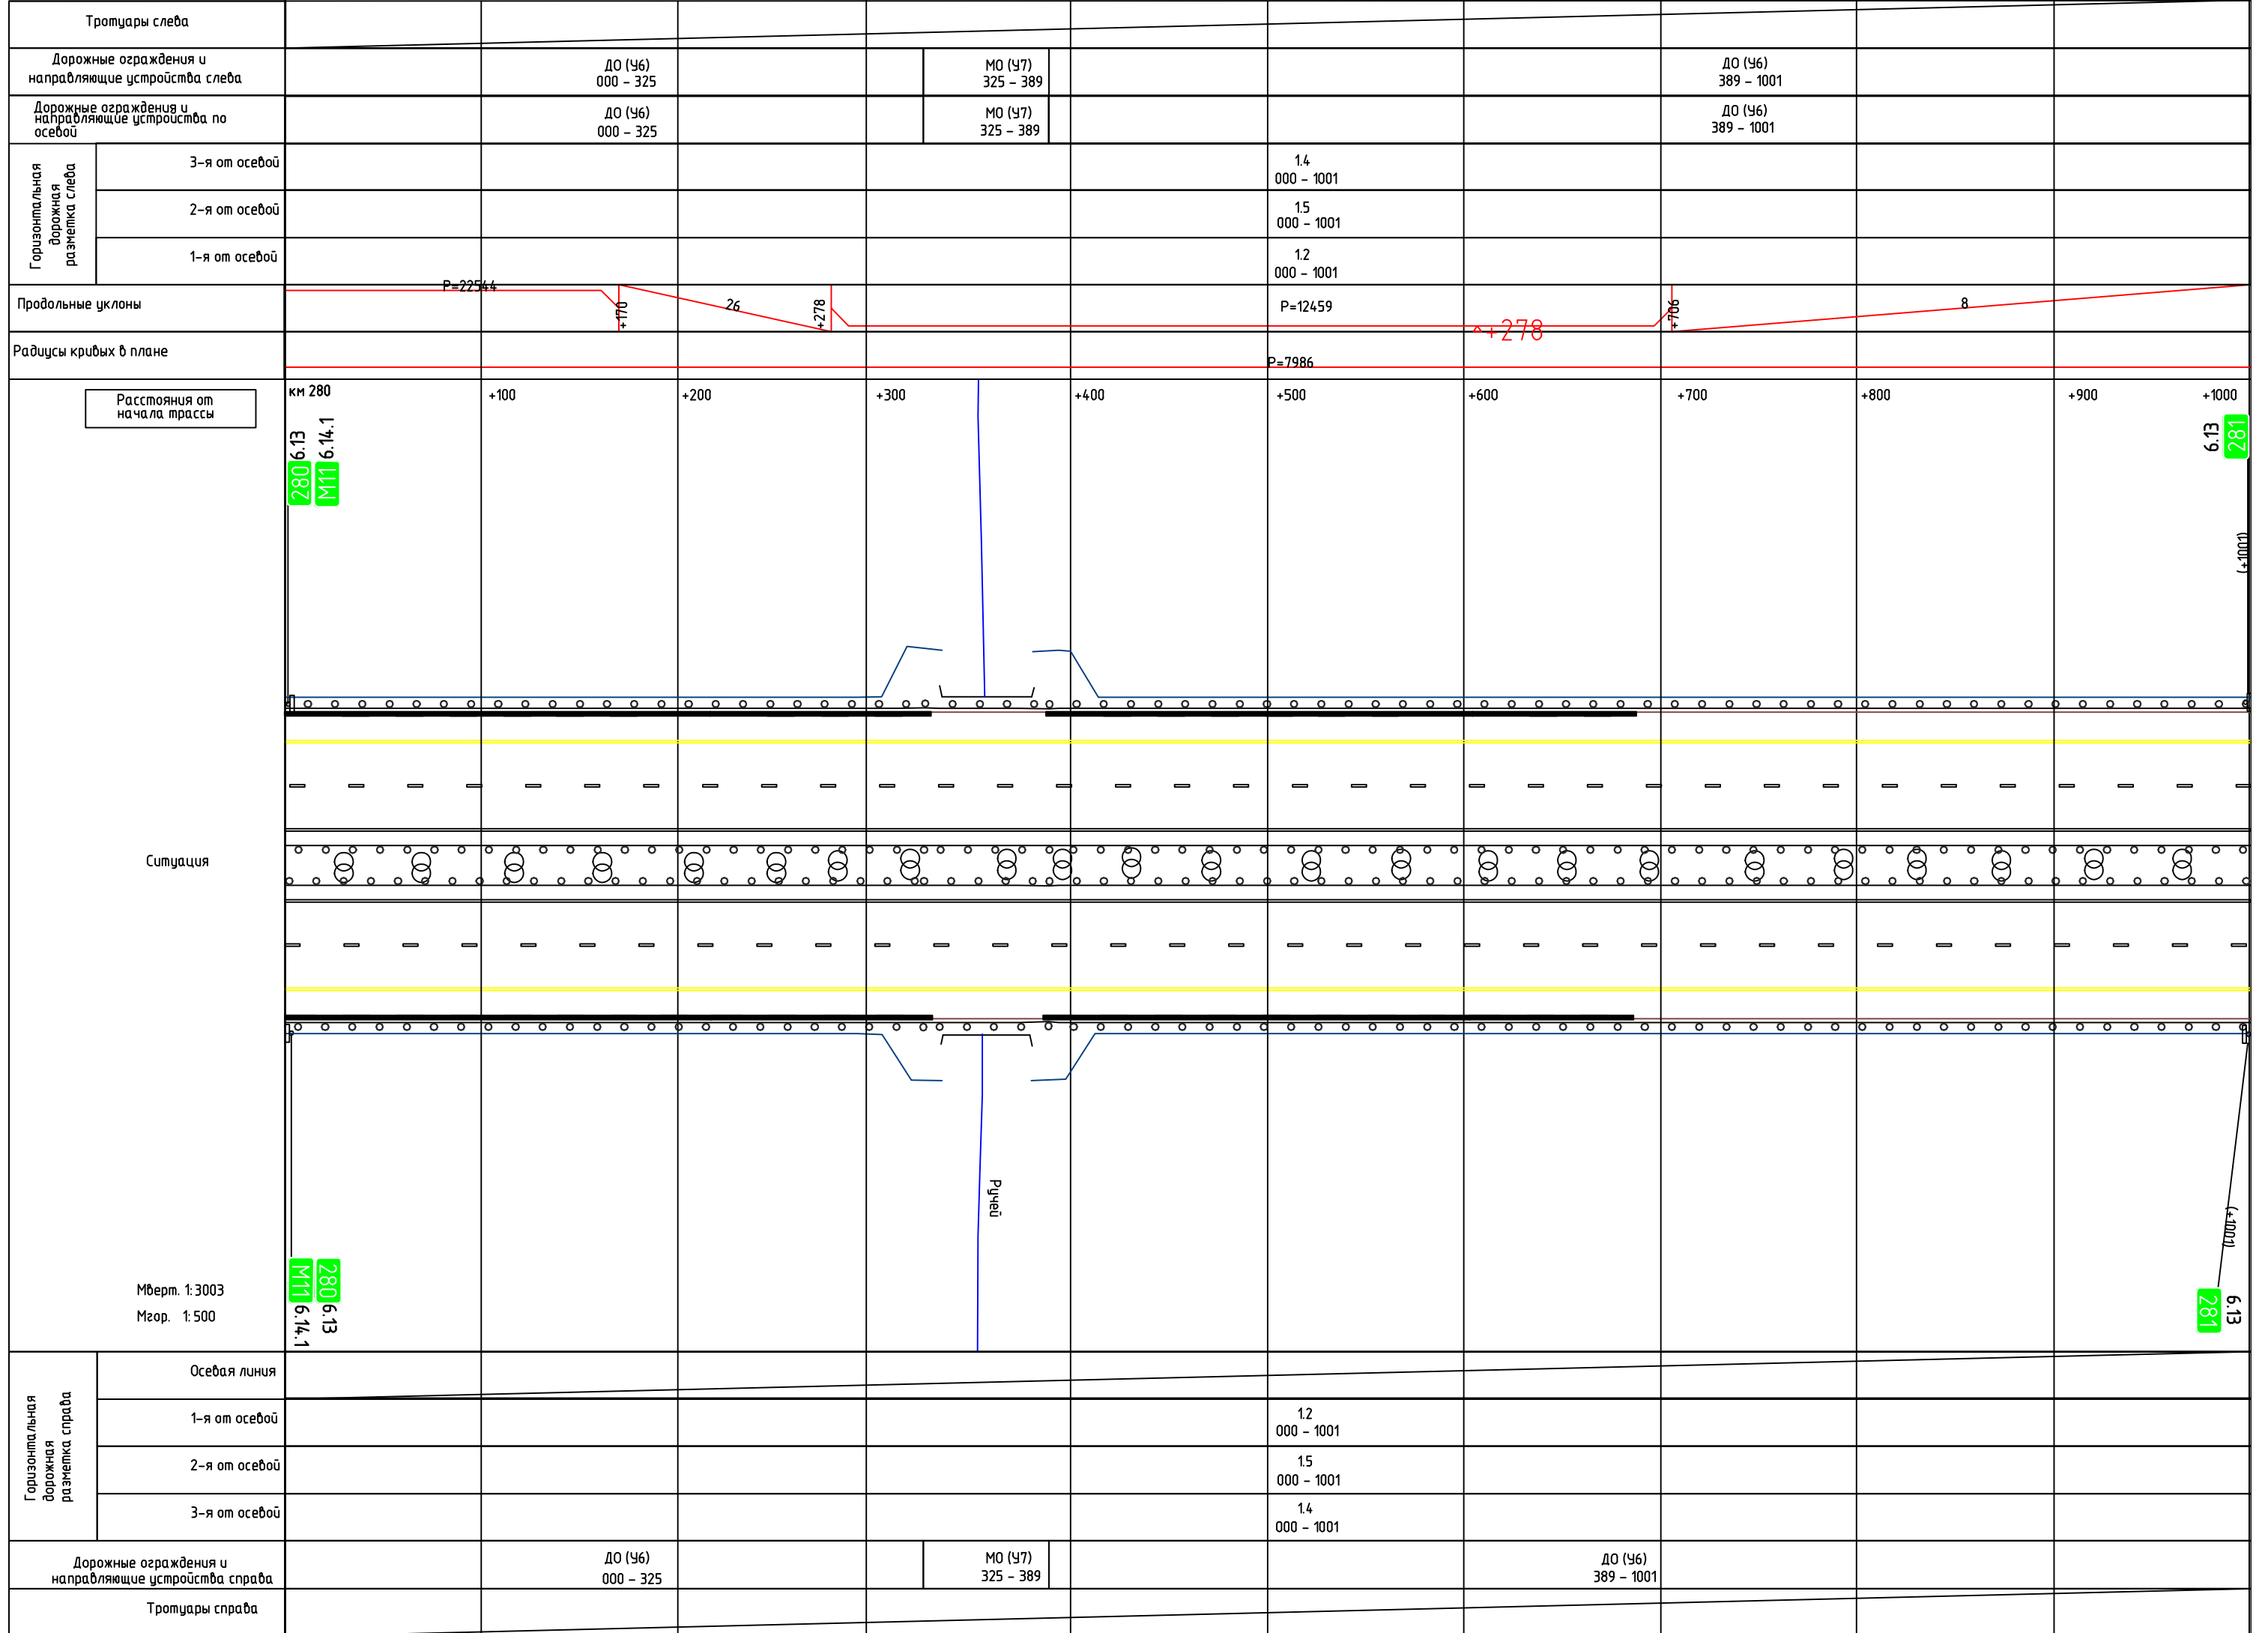 Тротуары слева
Дорожные ограждения и
направляющие устройства слева
ДО (У6)
000 – 325
МО (У7)
325 – 389
ДО (У6)
389 – 1001
Дорожные ограждения и
направляющие устройства по
осевой
ДО (У6)
000 – 325
МО (У7)
325 – 389
ДО (У6)
389 – 1001
Горизонтальная
дорожная
разметка слева
3–я от осевой
1.4
000 – 1001
2–я от осевой
1.5
000 – 1001
1–я от осевой
1.2
000 – 1001
Продольные уклоны
Р=22544
+170
26
+278
Р=12459
^+278
+706
8
Радиусы кривых в плане
Р=7986
Расстояния от
начала трассы
км 280
+100
+200
+300
+400
+500
+600
+700
+800
+900
+1000
280 6.13
М11 6.14.1
6.13
281
(+1001)
Ситуация
Ручей
(+1001)
М11 6.14.1
280 6.13
281
6.13
Мверт. 1:3003
Мгор. 1:500
Горизонтальная
дорожная
разметка справа
Осевая линия
1–я от осевой
1.2
000 – 1001
2–я от осевой
1.5
000 – 1001
3–я от осевой
1.4
000 – 1001
Дорожные ограждения и
направляющие устройства справа
ДО (У6)
000 – 325
МО (У7)
325 – 389
ДО (У6)
389 – 1001
Тротуары справа